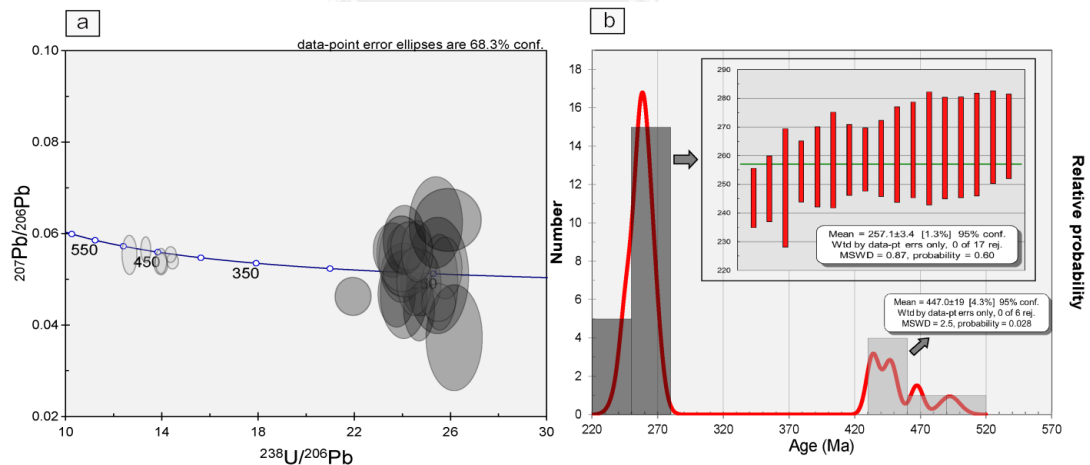 a
data-point error ellipses are 68.3% conf.
0.10
0.08
0.06
0.04
0.02
207Pb/206Pb
550
450
350
10
14
18
22
26
30
238U/206Pb
b
18
16
14
12
10
8
6
4
2
0
Number
290
280
270
260
250
240
230
220
Mean = 257.1±3.4 [1.3%] 95% conf.
Wtd by data-pt errs only, 0 of 17 rej.
MSWD = 0.87, probability = 0.60
Mean = 447.0±19 [4.3%] 95% conf.
Wtd by data-pt errs only, 0 of 6 rej.
MSWD = 2.5, probability = 0.028
220
270
320
370
420
470
520
570
Age (Ma)
Relative probability